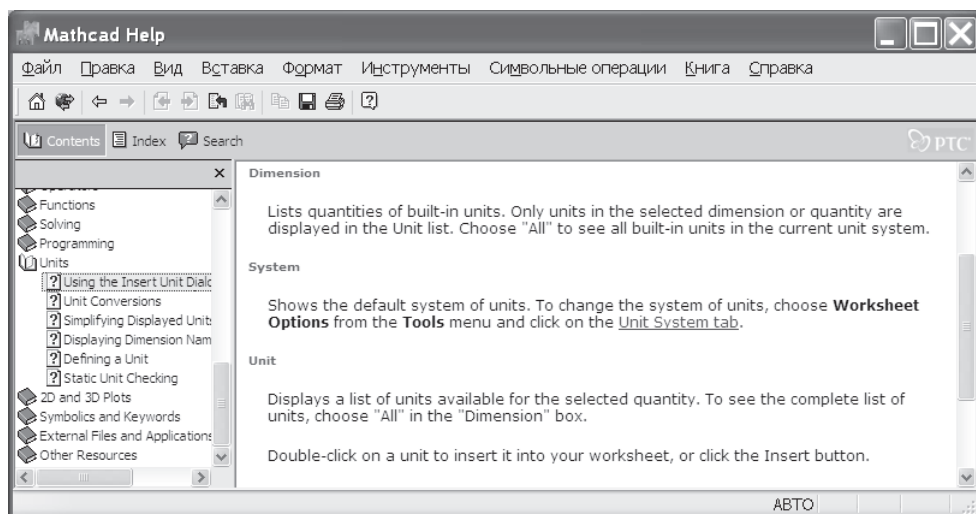 Mathcad Help
Файл Правка Вид Вставка Формат Инструменты Символьные операции Книга Справка
Contents Index Search
PTC
Functions
Solving
Programming
Units
Using the Insert Unit Dialo
Unit Conversions
Simplifying Displayed Units
Displaying Dimension Nam
Defining a Unit
Static Unit Checking
2D and 3D Plots
Symbolics and Keywords
External Files and Applications
Other Resources
Dimension
Lists quantities of built-in units. Only units in the selected dimension or quantity are
displayed in the Unit list. Choose "All" to see all built-in units in the current unit system.
System
Shows the default system of units. To change the system of units, choose Worksheet
Options from the Tools menu and click on the Unit System tab.
Unit
Displays a list of units available for the selected quantity. To see the complete list of
units, choose "All" in the "Dimension" box.
Double-click on a unit to insert it into your worksheet, or click the Insert button.
АВТО